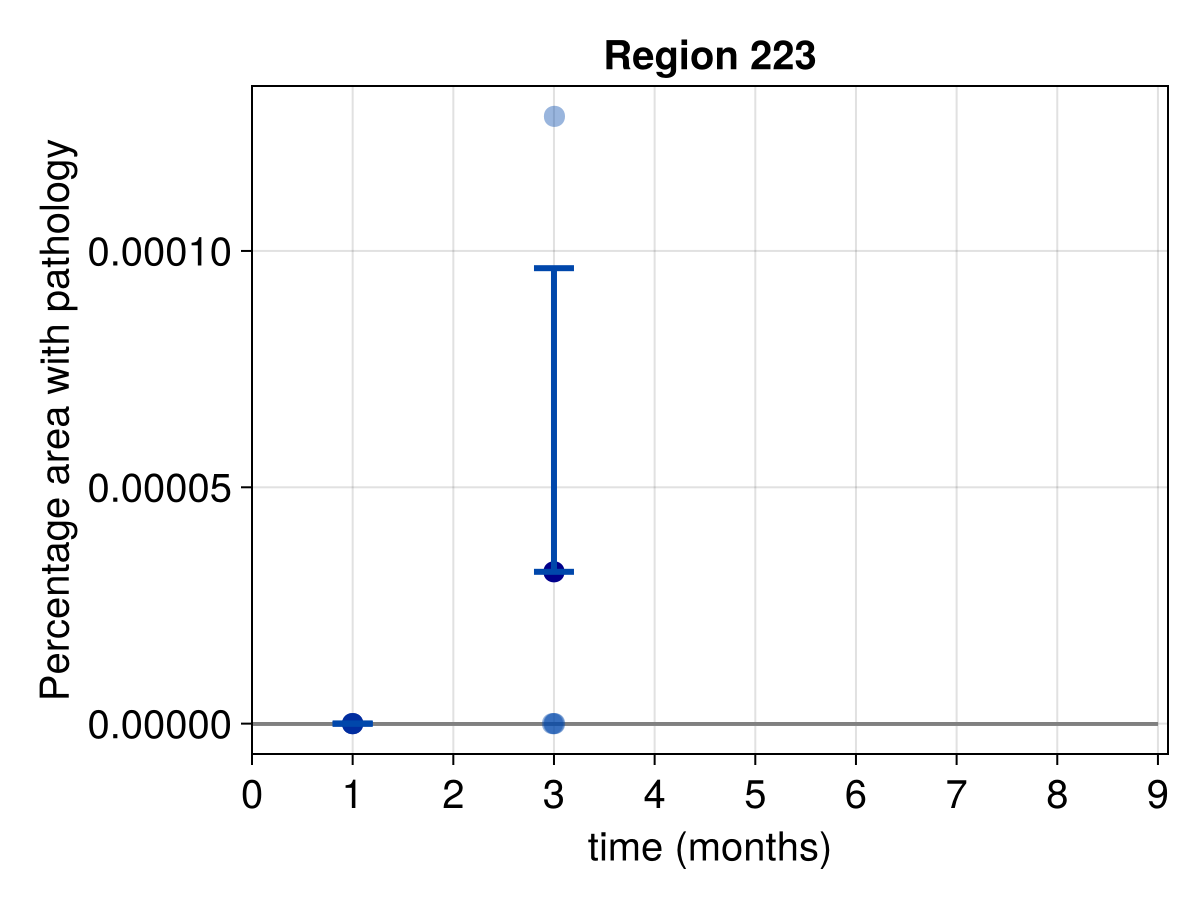 Region 223
Percentage area with pathology
0.00010
0.00005
0.00000
0 1 2 3 4 5 6 7 8 9
time (months)